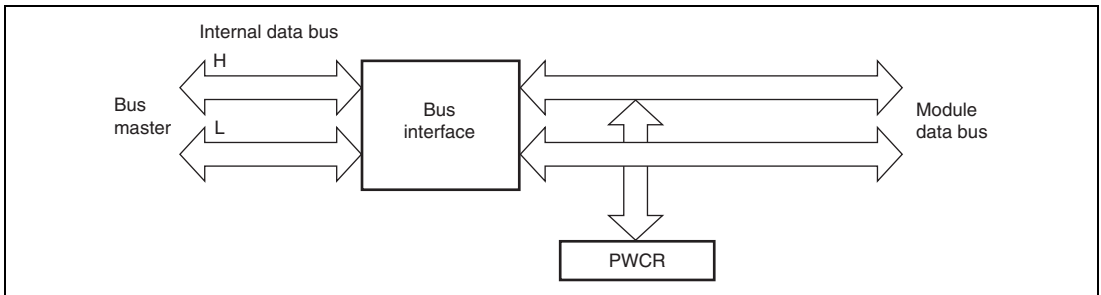 Internal data bus
H
Bus
master
L
Bus
interface
Module
data bus
PWCR